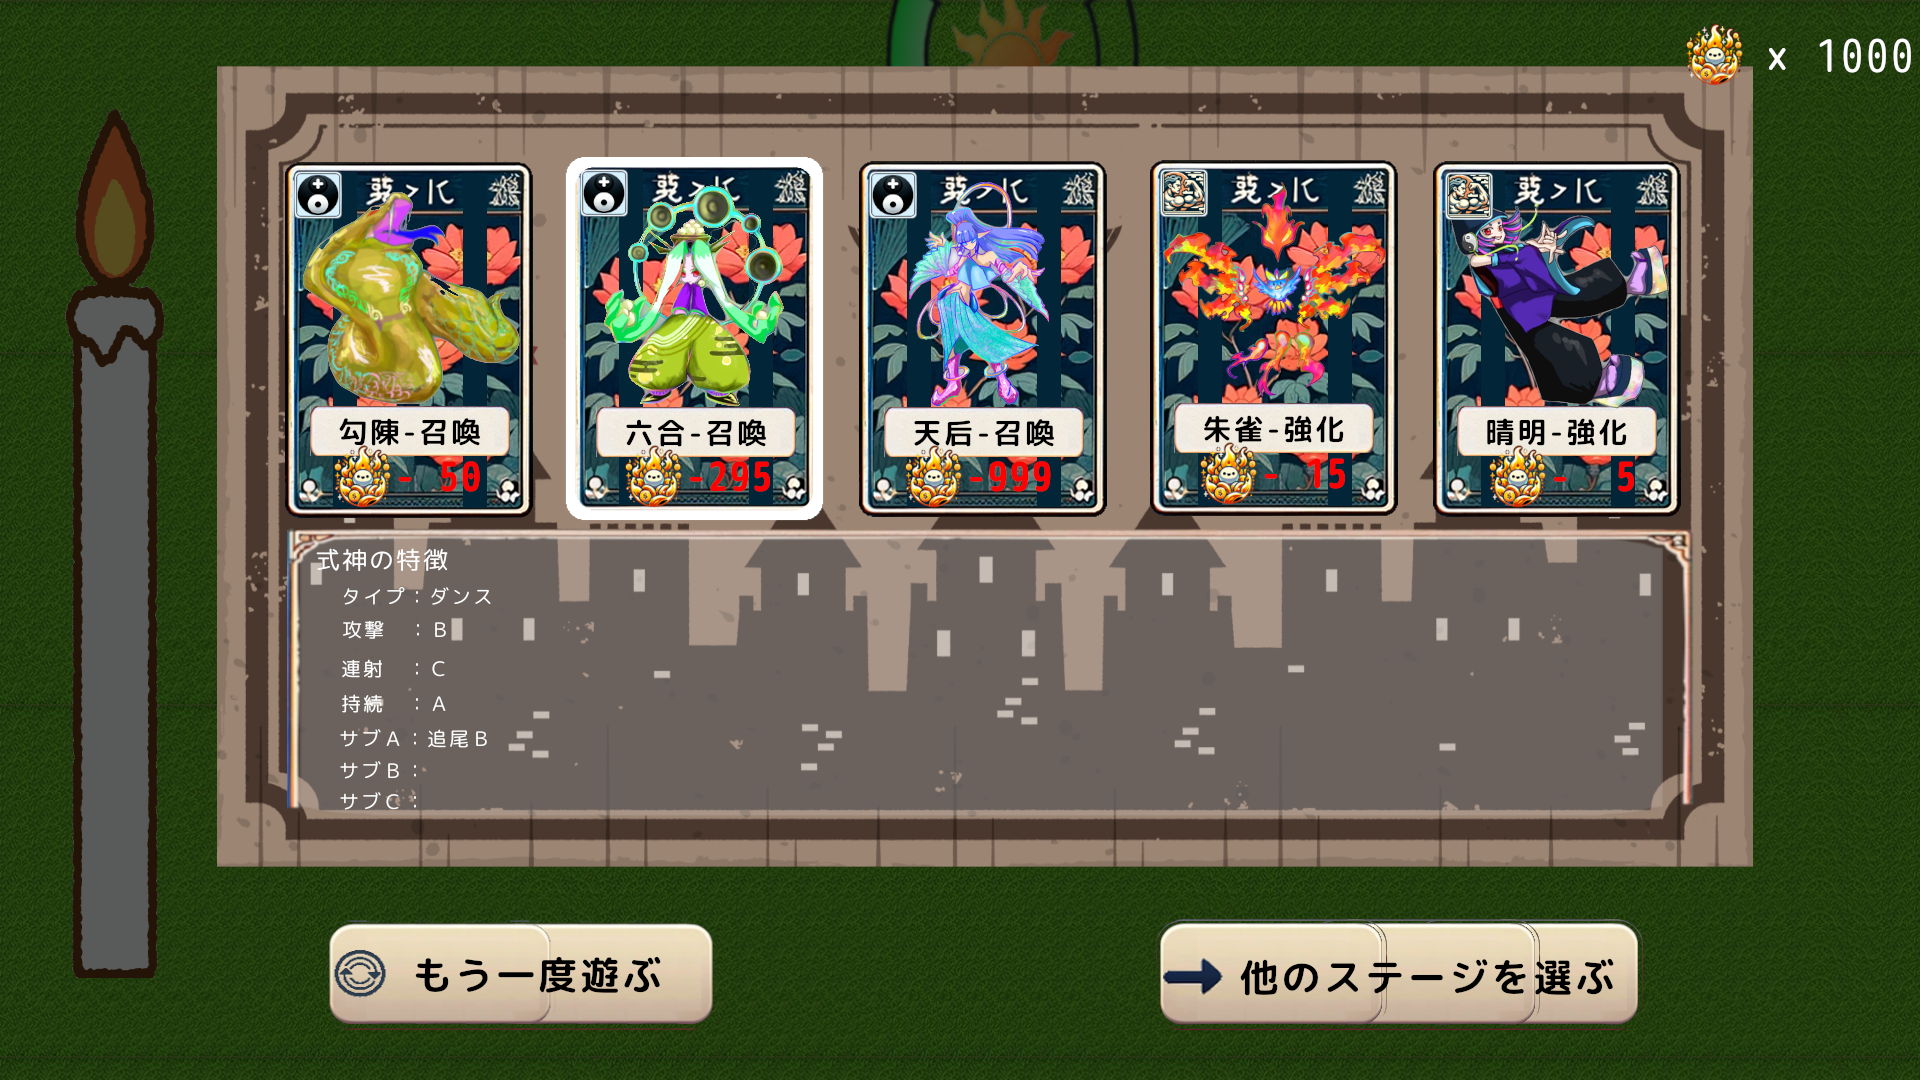 x 1000
勾陳-召喚
- 50
六合-召喚
-295
天后-召喚
-999
朱雀-強化
- 15
晴明-強化
- 5
式神の特徴
タイプ：ダンス
攻撃　：B
連射　：C
持続　：A
サブA：追尾B
サブB：
サブC：
もう一度遊ぶ
他のステージを選ぶ